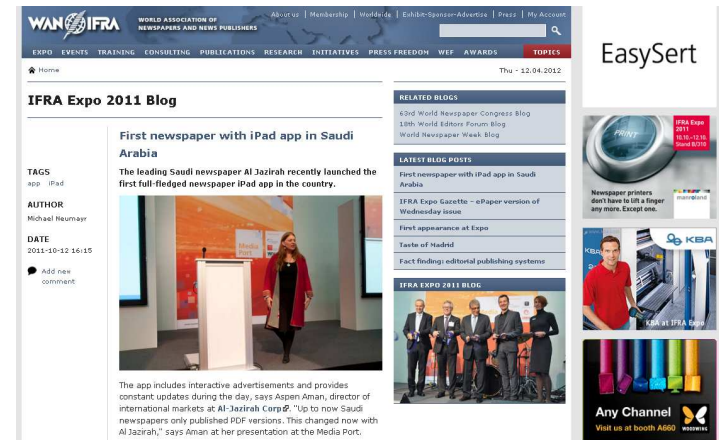 About us | Membership | Worldwide | Exhibit-Sponsor-Advertise | Press | My Account
WAN IFRA
WORLD ASSOCIATION OF
NEWSPAPERS AND NEWS PUBLISHERS
EXPO EVENTS TRAINING CONSULTING PUBLICATIONS RESEARCH INITIATIVES PRESS FREEDOM WEF AWARDS TOPICS
Home
Thu - 12.04.2012
IFRA Expo 2011 Blog
First newspaper with iPad app in Saudi
Arabia
The leading Saudi newspaper Al Jazirah recently launched the
first full-fledged newspaper iPad app in the country.
TAGS
app iPad
AUTHOR
Michael Neumayr
DATE
2011-10-12 16:15
Add new
comment
Media
Port
The app includes interactive advertisements and provides
constant updates during the day, says Aspen Aman, director of
international markets at Al-Jazirah Corp. "Up to now Saudi
newspapers only published PDF versions. This changed now with
Al Jazirah," says Aman at her presentation at the Media Port.
RELATED BLOGS
63rd World Newspaper Congress Blog
18th World Editors Forum Blog
World Newspaper Week Blog
LATEST BLOG POSTS
First newspaper with iPad app in Saudi
Arabia
IFRA Expo Gazette – ePaper version of
Wednesday issue
First appearance at Expo
Taste of Madrid
Fact finding: editorial publishing systems
IFRA EXPO 2011 BLOG
EasySert
PRINT
IFRA Expo
2011
10.10.–12.10.
Stand B/310
Newspaper printers
don't have to lift a finger
any more. Except one.
manroland
KBA
KBA at IFRA Expo
Any Channel
Visit us at booth A660
WOODWING